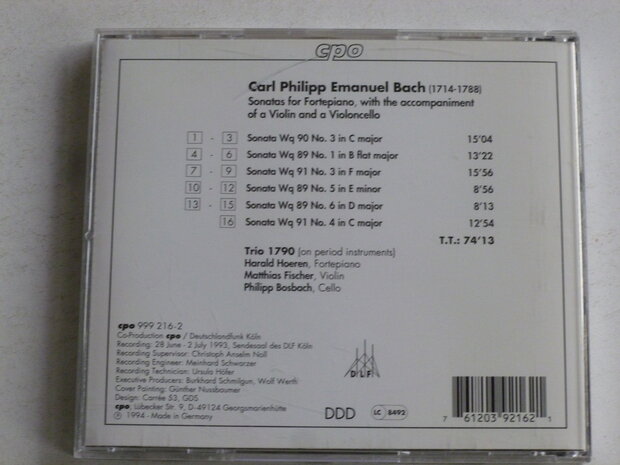 cpo
Carl Philipp Emanuel Bach (1714-1788)
Sonatas for Fortepiano, with the accompaniment
of a Violin and a Violoncello
1 - 3 Sonata Wq 90 No. 3 in C major 15'04
4 - 6 Sonata Wq 89 No. 1 in B flat major 13'22
7 - 9 Sonata Wq 91 No. 3 in F major 15'56
10 - 12 Sonata Wq 89 No. 5 in E minor 8'56
13 - 15 Sonata Wq 89 No. 6 in D major 8'13
16 Sonata Wq 91 No. 4 in C major 12'54
T.T.: 74'13
Trio 1790 (on period instruments)
Harald Hoeren, Fortepiano
Matthias Fischer, Violin
Philipp Bosbach, Cello
cpo 999 216-2
Co-Production cpo / Deutschlandfunk Köln
Recording: 28 June - 2 July 1993, Sendesaal des DLF Köln
Recording Supervisor: Christoph Anselm Noll
Recording Engineer: Meinhard Schwarzer
Recording Technician: Ursula Höfer
Executive Producers: Burkhard Schmilgun, Wolf Werth
Cover Painting: Günther Nussbaumer
Design: Carrée 53, GDS
cpo, Lübecker Str. 9, D-49124 Georgsmarienhütte
℗ 1994 - Made in Germany
DLF
DDD
LC 8492
7 61203 92162 1